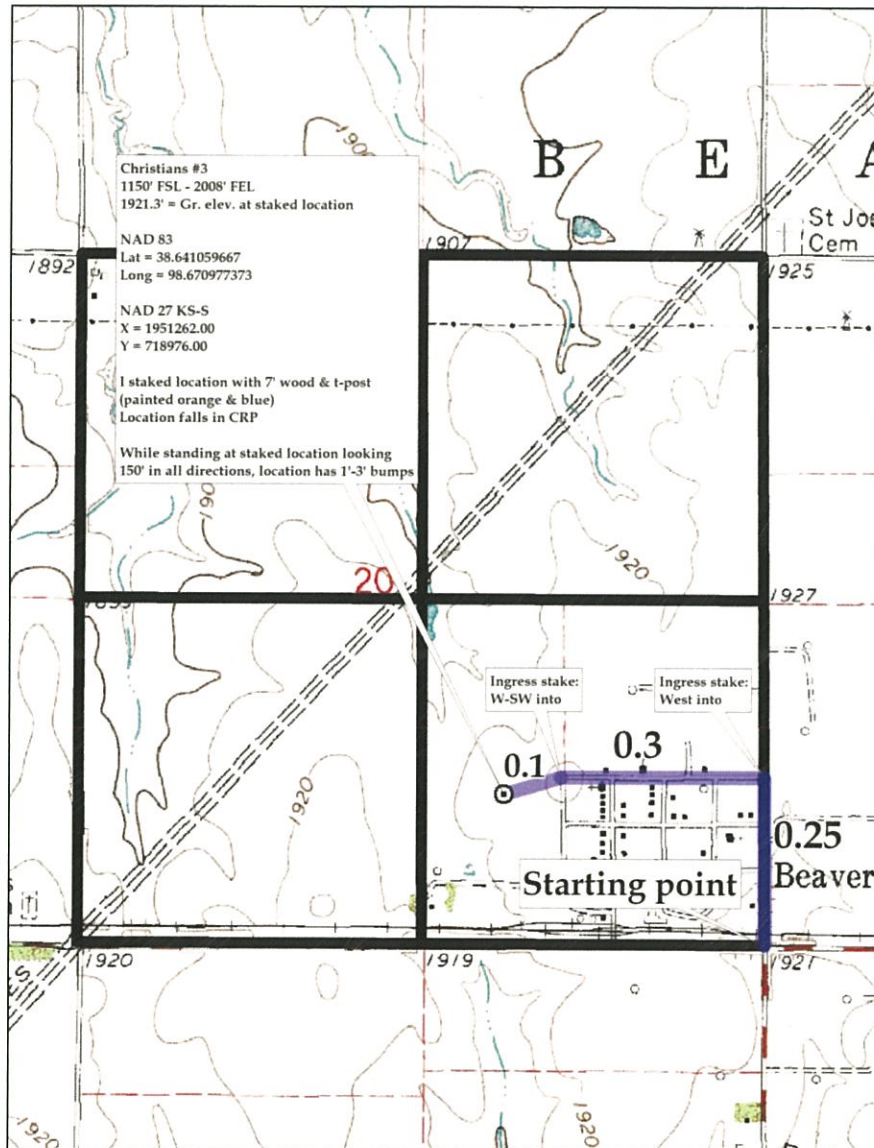 B E A
St Joe
Cem
Christians #3
1150' FSL - 2008' FEL
1921.3' = Gr. elev. at staked location
NAD 83
Lat = 38.641059667
Long = 98.670977373
NAD 27 KS-S
X = 1951262.00
Y = 718976.00
I staked location with 7' wood & t-post
(painted orange & blue)
Location falls in CRP
While standing at staked location looking
150' in all directions, location has 1'-3' bumps
1892
1907
1925
1900
1920
20
1927
Ingress stake:
W-SW into
Ingress stake:
West into
0.1
0.3
1920
0.25
Beaver
Starting point
1920
1919
1921
1920
1920